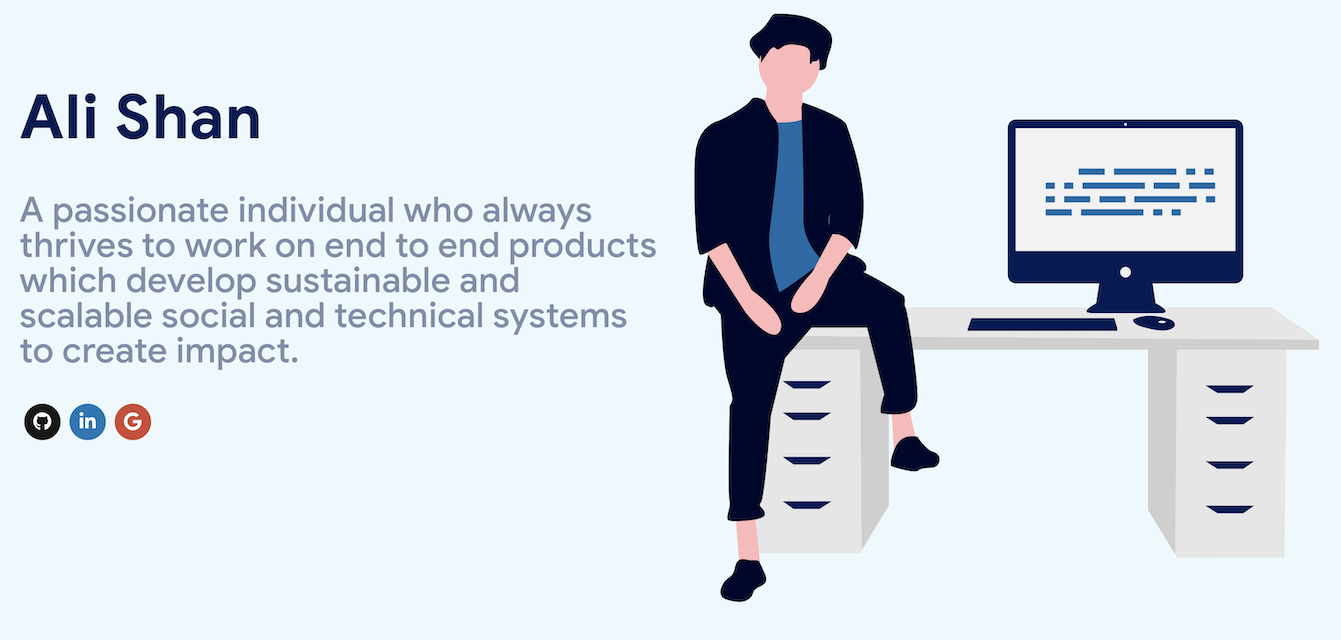 Ali Shan
A passionate individual who always
thrives to work on end to end products
which develop sustainable and
scalable social and technical systems
to create impact.
in G